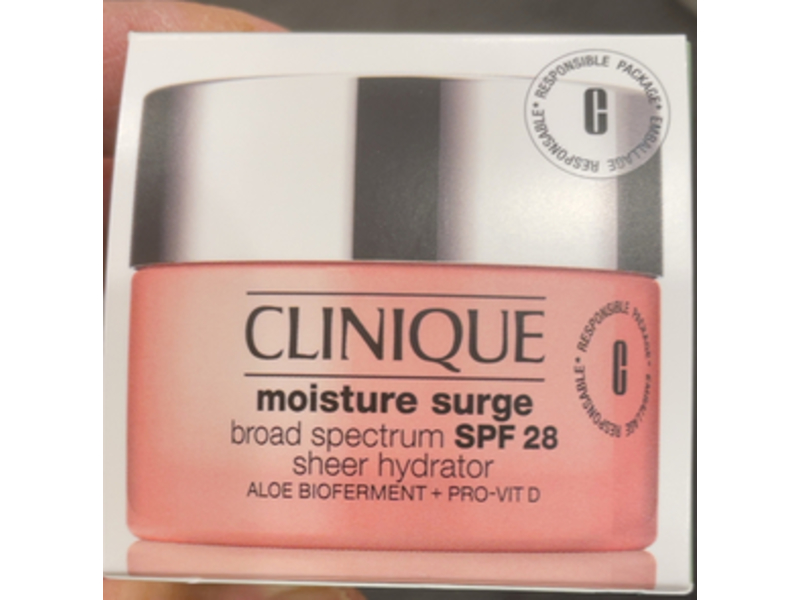 RESPONSIBLE PACKAGE • EMBALLAGE RESPONSABLE •
C
CLINIQUE
RESPONSIBLE PACKAGE • EMBALLAGE RESPONSABLE •
C
moisture surge
broad spectrum SPF 28
sheer hydrator
ALOE BIOFERMENT + PRO-VIT D